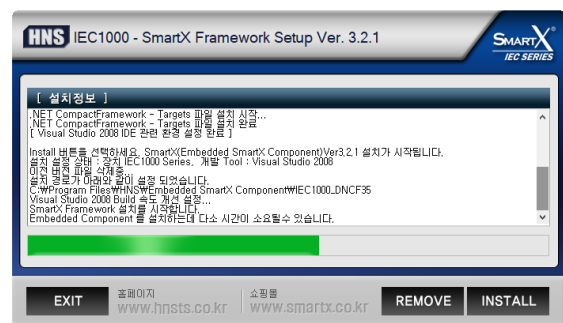 HNS IEC1000 - SmartX Framework Setup Ver. 3.2.1
SMARTX
IEC SERIES
[ 설치정보 ]
.NET CompactFramework - Targets 파일 설치 시작...
.NET CompactFramework - Targets 파일 설치 완료
[ Visual Studio 2008 IDE 관련 환경 설정 완료 ]
Install 버튼을 선택하세요. SmartX(Embedded SmartX Component)Ver3.2.1 설치가 시작됩니다.
설치 설정 상태 : 장치 IEC1000 Series, 개발 Tool : Visual Studio 2008
이전 버전 파일 삭제중...
설치 경로가 아래와 같이 설정 되었습니다.
C:₩Program Files₩HNS₩Embedded SmartX Component₩IEC1000_DNCF35
Visual Studio 2008 Build 속도 개선 설정...
SmartX Framework 설치를 시작합니다.
Embedded Component 를 설치하는데 다소 시간이 소요될수 있습니다.
EXIT
홈페이지
www.hnsts.co.kr
쇼핑몰
www.smartx.co.kr
REMOVE
INSTALL